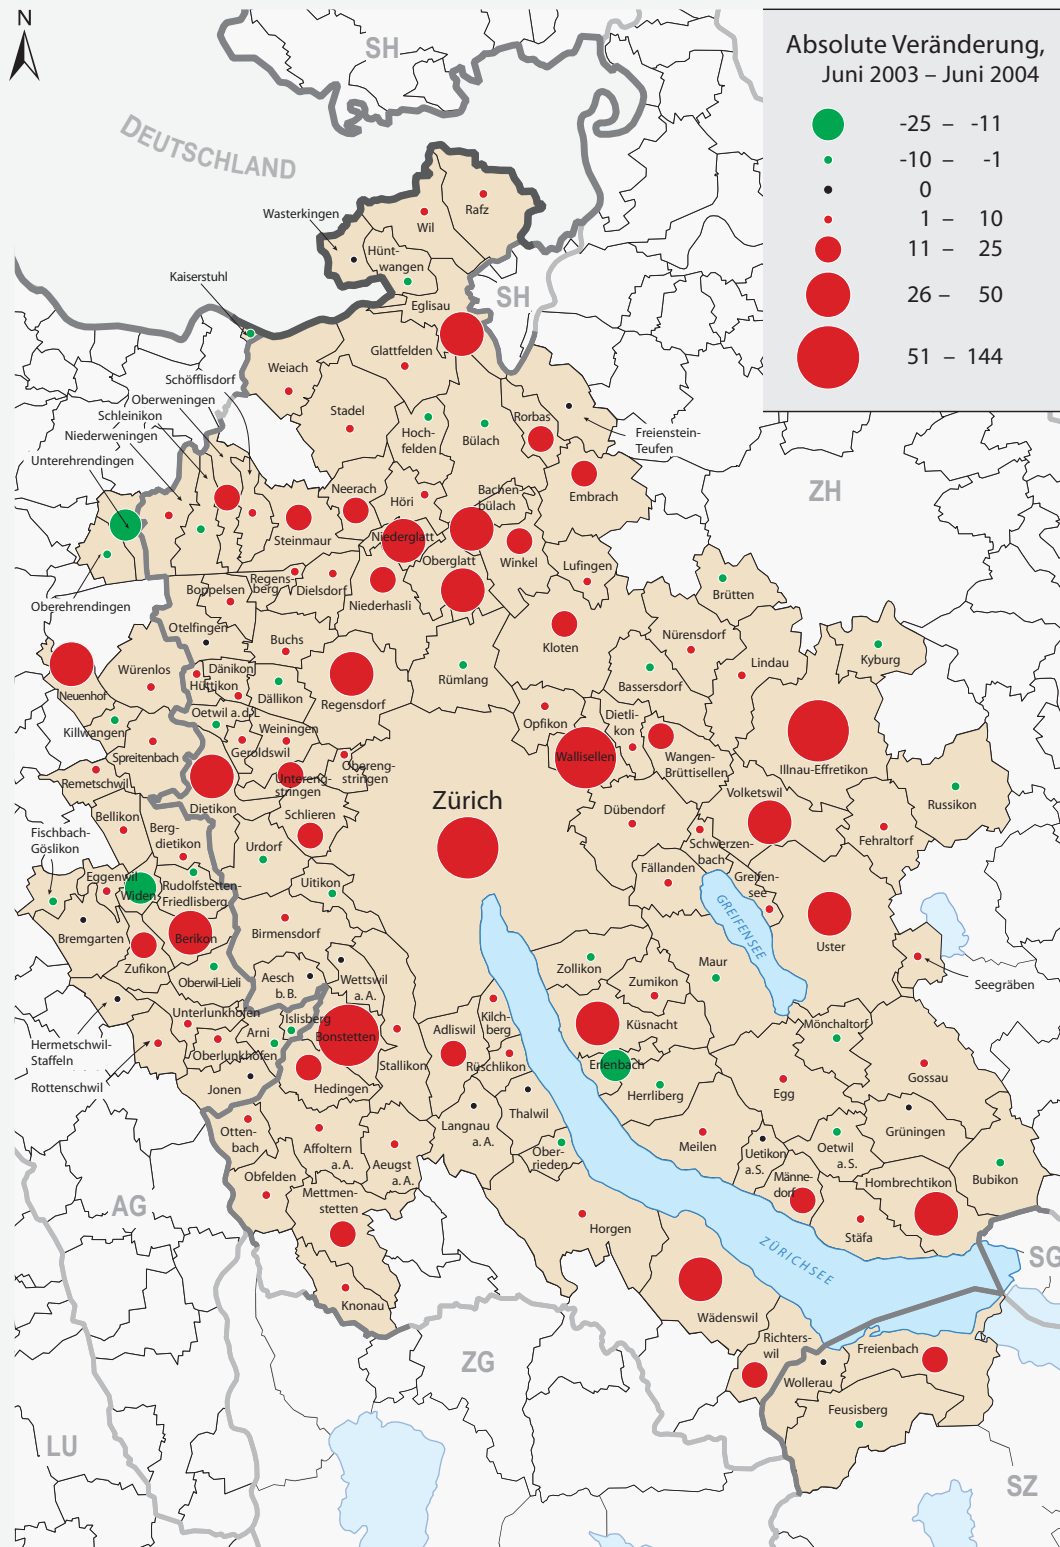 N
Absolute Veränderung,
Juni 2003 – Juni 2004
-25 – -11
-10 – -1
0
1 – 10
11 – 25
26 – 50
51 – 144
SH
DEUTSCHLAND
Wasterkingen
Wil
Rafz
Hünt-
wangen
Kaiserstuhl
Eglisau
SH
Glattfelden
Weiach
Schöfflisdorf
Oberweningen
Schleinikon
Niederweningen
Unterehrendingen
Stadel
Hoch-
felden
Bülach
Rorbas
Freienstein-
Teufen
Embrach
ZH
Neerach
Höri
Bachen-
bülach
Steinmaur
Niederglatt
Winkel
Oberglatt
Lufingen
Oberehrendingen
Regens-
berg
Dielsdorf
Niederhasli
Boppelsen
Brütten
Otelfingen
Buchs
Kloten
Nürensdorf
Kyburg
Lindau
Neuenhof
Würenlos
Dänikon
Hüttikon
Dällikon
Regensdorf
Rümlang
Bassersdorf
Killwangen
Oetwil a.d.L
Opfikon
Dietli-
kon
Weiningen
Geroldswil
Spreitenbach
Obereng-
stringen
Untereng-
stringen
Wallisellen
Wangen-
Brüttisellen
Illnau-Effretikon
Remetschwil
Dietikon
Volketswil
Russikon
Zürich
Bellikon
Schlieren
Dübendorf
Fischbach-
Göslikon
Berg-
dietikon
Urdorf
Schwerzen-
bach
Fehraltorf
Eggenwil
Widen
Rudolfstetten-
Friedlisberg
Uitikon
Fällanden
Greifen-
see
GREIFENSEE
Bremgarten
Berikon
Birmensdorf
Uster
Zufikon
Oberwil-Lieli
Aesch
b. B.
Wettswil
a. A.
Zollikon
Zumikon
Maur
Seegräben
Hermetschwil-
Staffeln
Unterlunkhofen
Arni
Islisberg
Bonstetten
Adliswil
Kilch-
berg
Küsnacht
Mönchaltorf
Rottenschwil
Oberlunkhofen
Stallikon
Rüschlikon
Erlenbach
Gossau
Jonen
Hedingen
Herrliberg
Egg
Otten-
bach
Affoltern
a. A.
Aeugst
a. A.
Langnau
a. A.
Thalwil
Ober-
rieden
Meilen
Uetikon
a.S.
Oetwil
a. S.
Grüningen
Obfelden
Mettmen-
stetten
Männe-
dorf
Hombrechtikon
Bubikon
AG
Horgen
Stäfa
SG
ZÜRICHSEE
Knonau
Wädenswil
Richters-
wil
Freienbach
ZG
Wollerau
Feusisberg
LU
SZ